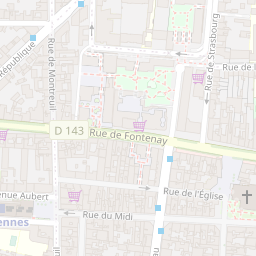 Rue de Strasbourg
République
Rue de Montreuil
Rue de
D 143
Rue de Fontenay
Rue de l'Église
enue Aubert
Rue du Midi
ennes